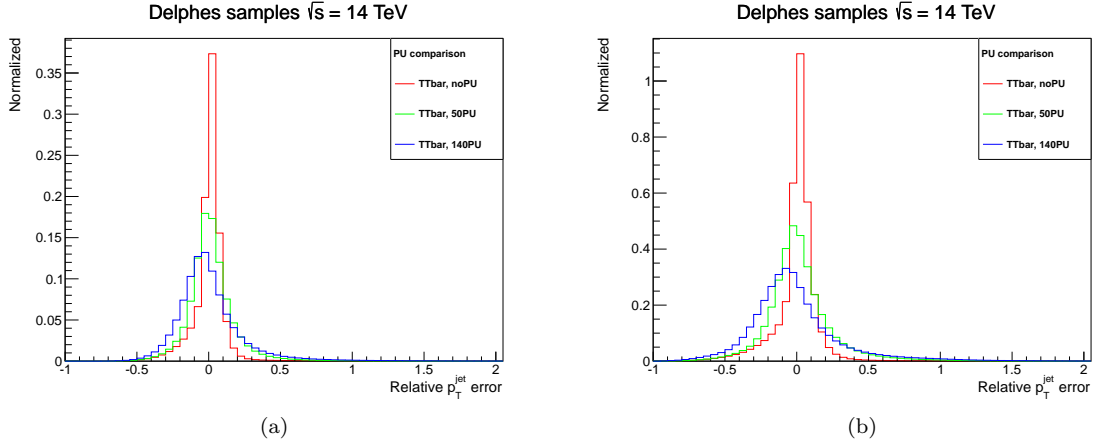 Delphes samples √s = 14 TeV
Normalized
0.35
0.3
0.25
0.2
0.15
0.1
0.05
0
PU comparison
TTbar, noPU
TTbar, 50PU
TTbar, 140PU
-1 -0.5 0 0.5 1 1.5 2
Relative p_T^jet error
(a)
Delphes samples √s = 14 TeV
Normalized
1
0.8
0.6
0.4
0.2
0
PU comparison
TTbar, noPU
TTbar, 50PU
TTbar, 140PU
-1 -0.5 0 0.5 1 1.5 2
Relative p_T^jet error
(b)